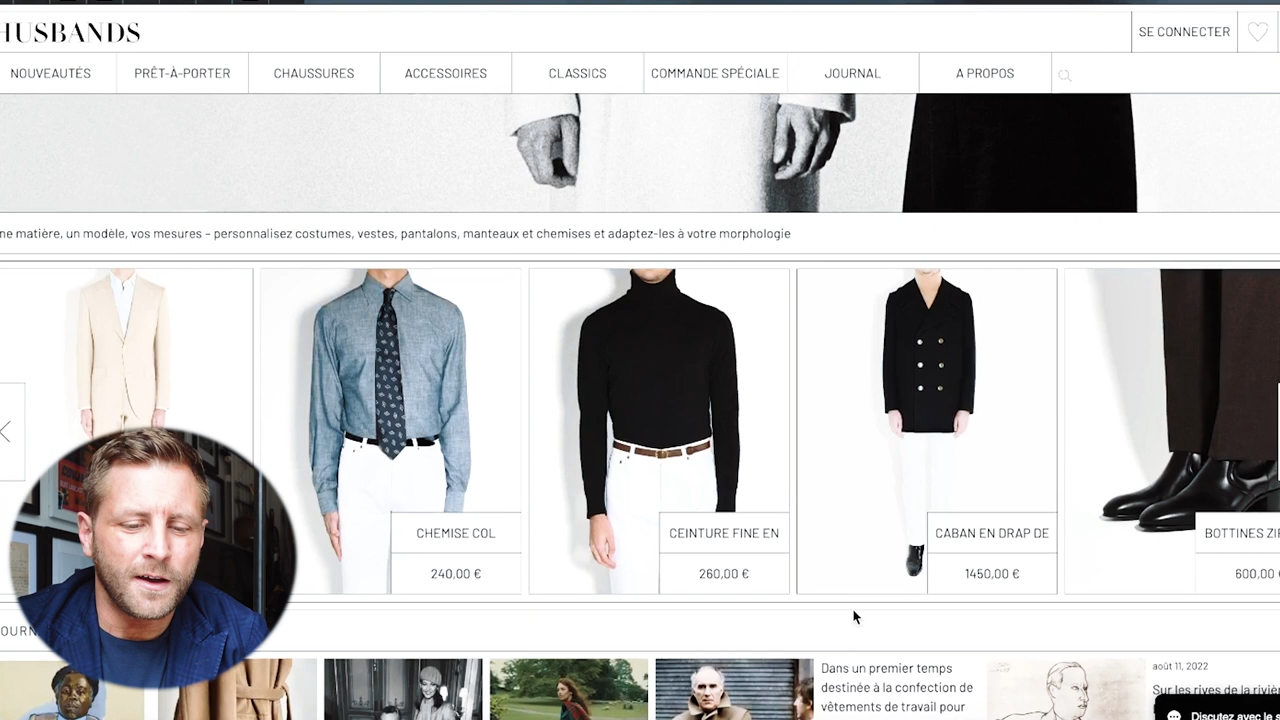 HUSBANDS
SE CONNECTER
NOUVEAUTÉS PRÊT-À-PORTER CHAUSSURES ACCESSOIRES CLASSICS COMMANDE SPÉCIALE JOURNAL A PROPOS
ne matière, un modèle, vos mesures – personnalisez costumes, vestes, pantalons, manteaux et chemises et adaptez-les à votre morphologie
CHEMISE COL
240,00 €
CEINTURE FINE EN
260,00 €
CABAN EN DRAP DE
1450,00 €
BOTTINES ZI
600,00
OURN
Dans un premier temps
destinée à la confection de
vêtements de travail pour
août 11, 2022
Sur les rives de la riviè
Discutez avec le